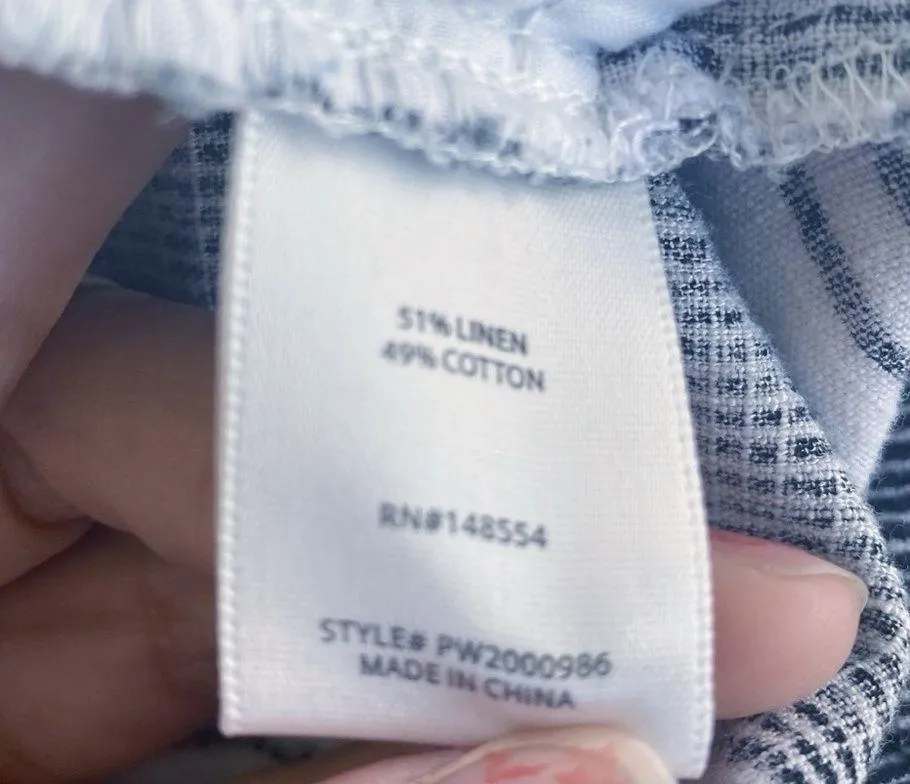 51% LINEN
49% COTTON
RN#148554
STYLE# PW2000986
MADE IN CHINA